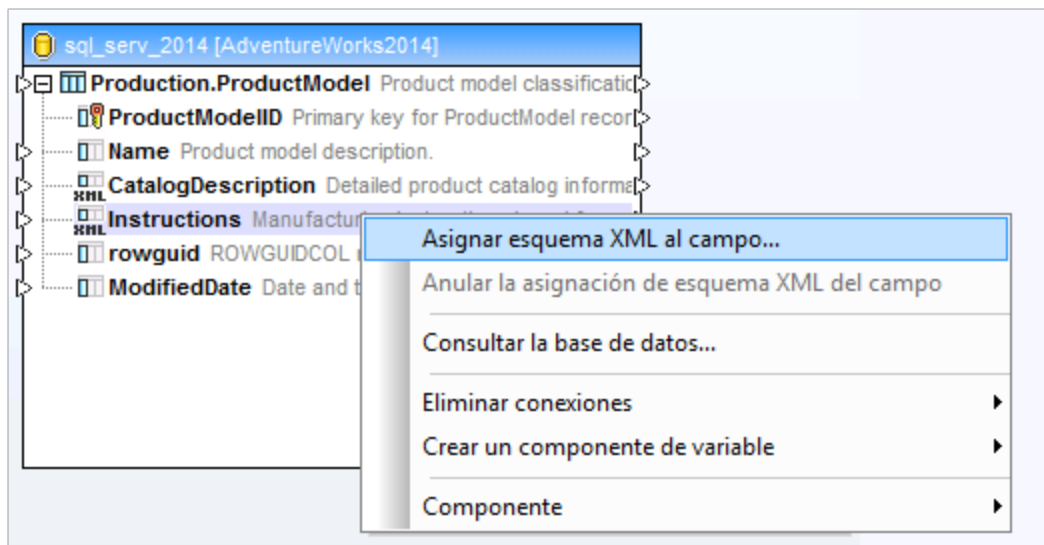 sql_serv_2014 [AdventureWorks2014]
Production.ProductModel Product model classificatic
ProductModelID Primary key for ProductModel recor
Name Product model description.
XML CatalogDescription Detailed product catalog informa
XML Instructions
Asignar esquema XML al campo...
rowguid ROWGUIDCOL
Anular la asignación de esquema XML del campo
ModifiedDate Date and t
Consultar la base de datos...
Eliminar conexiones
Crear un componente de variable
Componente